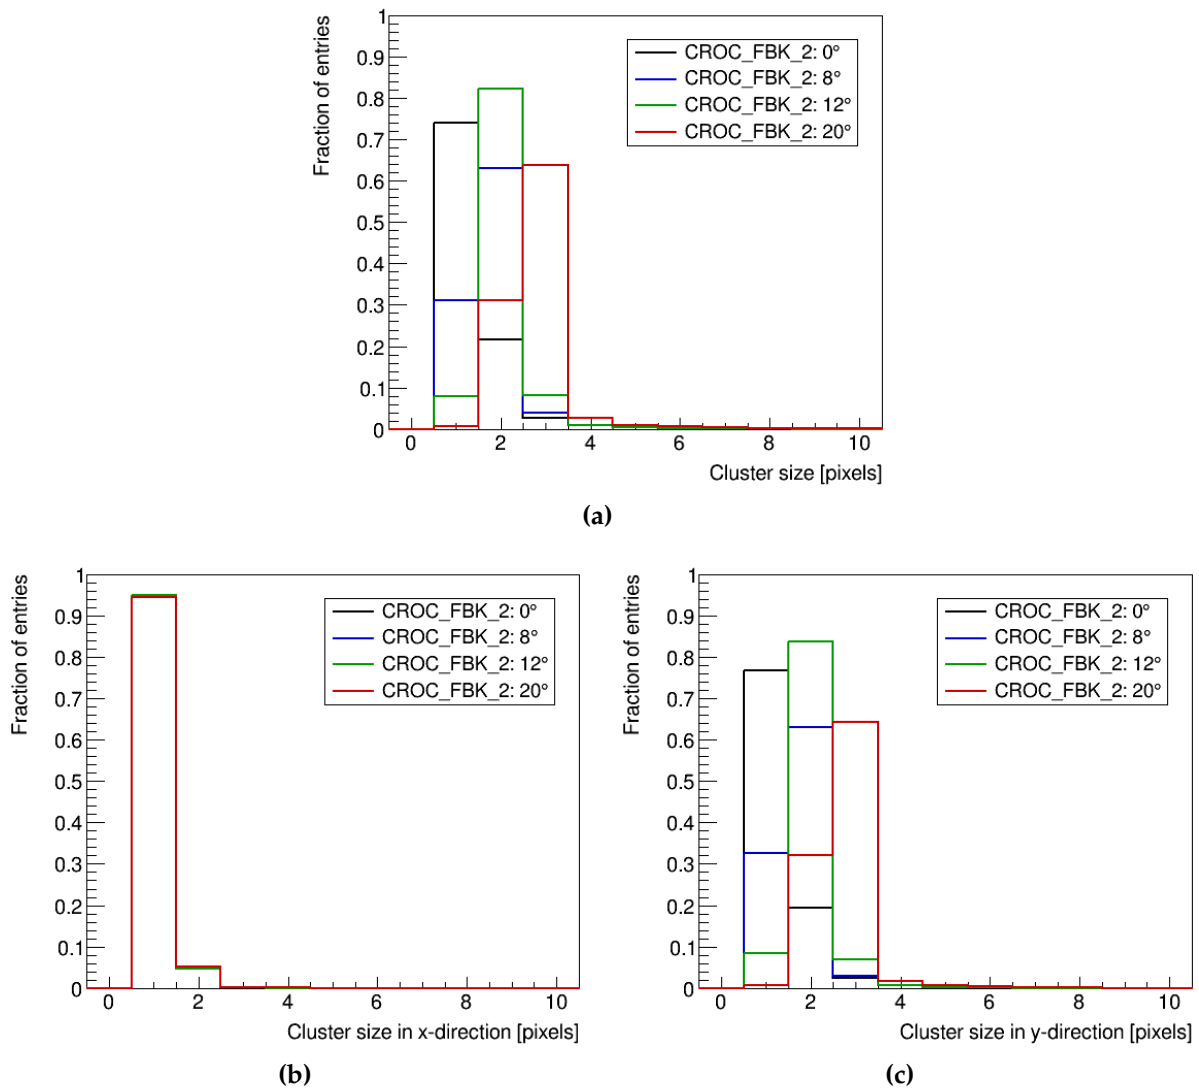 1
0.9
0.8
0.7
0.6
0.5
0.4
0.3
0.2
0.1
0
Fraction of entries
CROC_FBK_2: 0°
CROC_FBK_2: 8°
CROC_FBK_2: 12°
CROC_FBK_2: 20°
0 2 4 6 8 10
Cluster size [pixels]
(a)
1
0.9
0.8
0.7
0.6
0.5
0.4
0.3
0.2
0.1
0
Fraction of entries
CROC_FBK_2: 0°
CROC_FBK_2: 8°
CROC_FBK_2: 12°
CROC_FBK_2: 20°
0 2 4 6 8 10
Cluster size in x-direction [pixels]
(b)
1
0.9
0.8
0.7
0.6
0.5
0.4
0.3
0.2
0.1
0
Fraction of entries
CROC_FBK_2: 0°
CROC_FBK_2: 8°
CROC_FBK_2: 12°
CROC_FBK_2: 20°
0 2 4 6 8 10
Cluster size in y-direction [pixels]
(c)